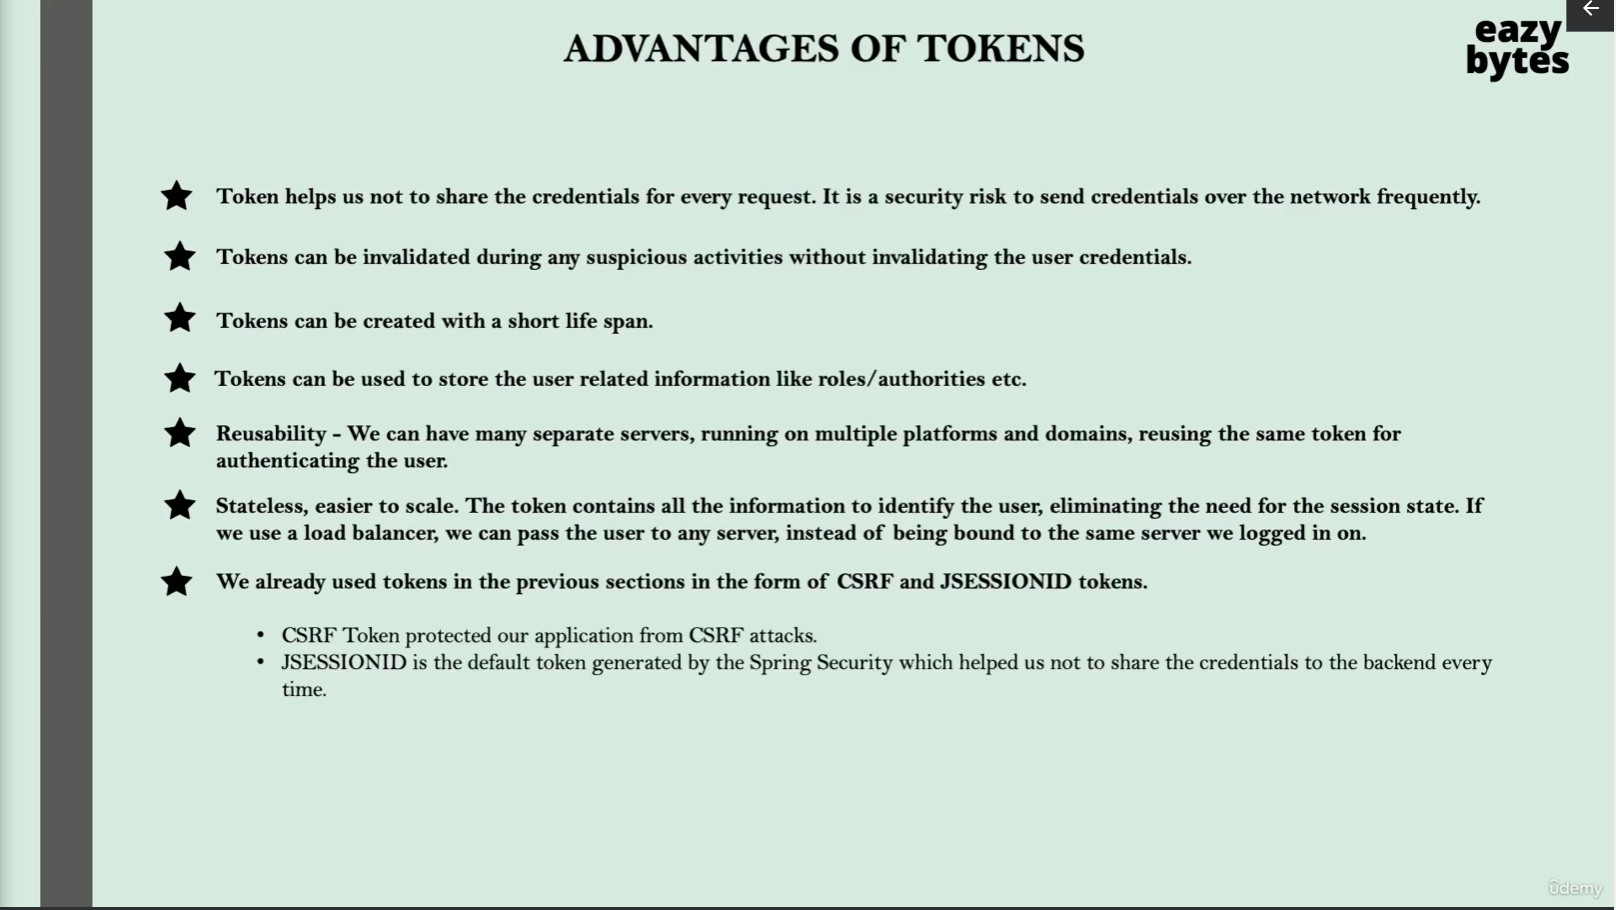 ADVANTAGES OF TOKENS
eazy
bytes
Token helps us not to share the credentials for every request. It is a security risk to send credentials over the network frequently.
Tokens can be invalidated during any suspicious activities without invalidating the user credentials.
Tokens can be created with a short life span.
Tokens can be used to store the user related information like roles/authorities etc.
Reusability - We can have many separate servers, running on multiple platforms and domains, reusing the same token for
authenticating the user.
Stateless, easier to scale. The token contains all the information to identify the user, eliminating the need for the session state. If
we use a load balancer, we can pass the user to any server, instead of being bound to the same server we logged in on.
We already used tokens in the previous sections in the form of CSRF and JSESSIONID tokens.
• CSRF Token protected our application from CSRF attacks.
• JSESSIONID is the default token generated by the Spring Security which helped us not to share the credentials to the backend every
time.
ûdemy